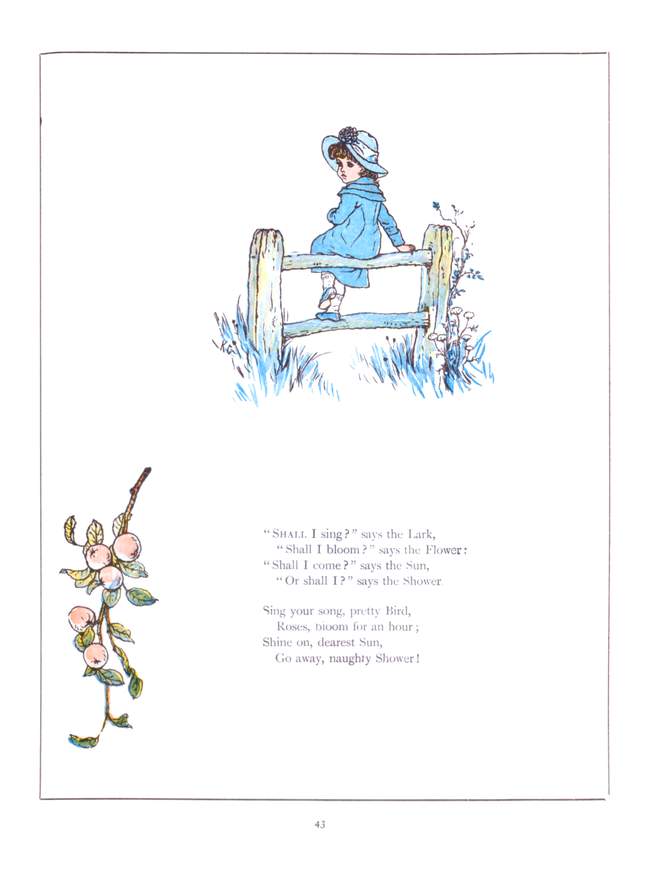 "SHALL I sing?" says the Lark,
"Shall I bloom?" says the Flower:
"Shall I come?" says the Sun,
"Or shall I?" says the Shower
Sing your song, pretty Bird,
Roses, bloom for an hour;
Shine on, dearest Sun,
Go away, naughty Shower!
43